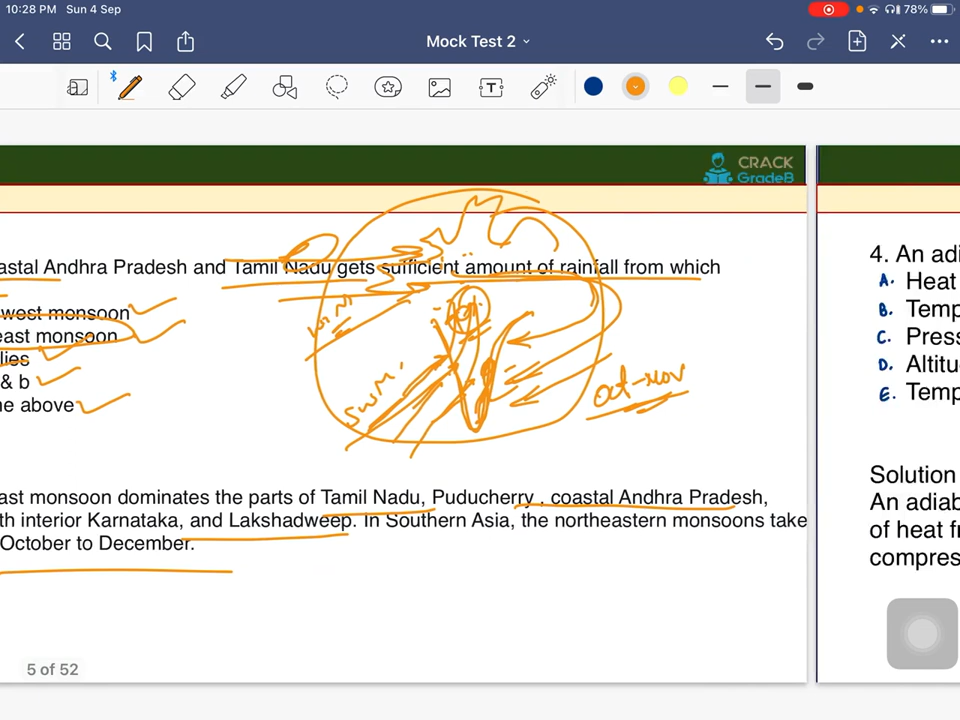 10:28 PM Sun 4 Sep
78%
Mock Test 2
CRACK
GradeB
astal Andhra Pradesh and Tamil Nadu gets sufficient amount of rainfall from which
west monsoon
east monsoon
lies
& b
ne above
SWM
Oct-Nov
ast monsoon dominates the parts of Tamil Nadu, Puducherry , coastal Andhra Pradesh,
th interior Karnataka, and Lakshadweep. In Southern Asia, the northeastern monsoons take
October to December.
5 of 52
4. An adi
A. Heat
B. Temp
C. Press
D. Altitu
E. Temp
Solution
An adiab
of heat fr
compres